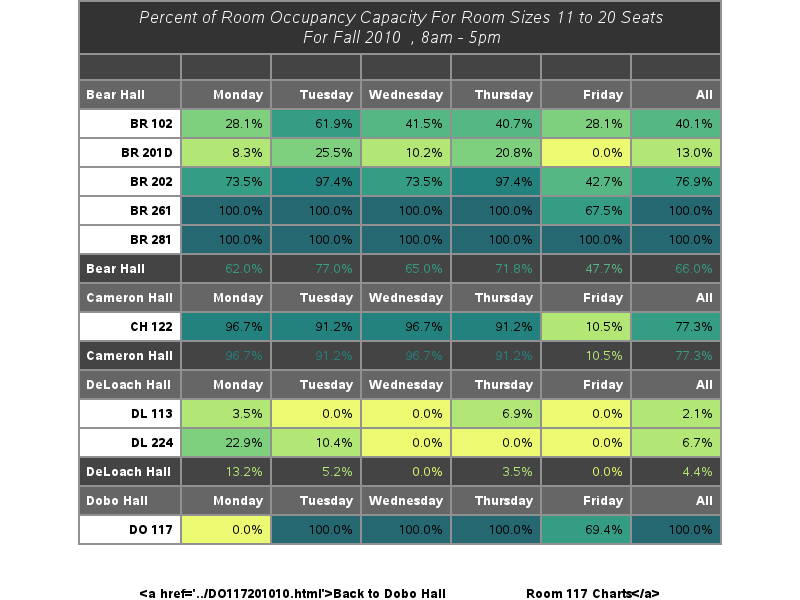 Percent of Room Occupancy Capacity For Room Sizes 11 to 20 Seats
For Fall 2010 , 8am - 5pm
Bear Hall Monday Tuesday Wednesday Thursday Friday All
BR 102 28.1% 61.9% 41.5% 40.7% 28.1% 40.1%
BR 201D 8.3% 25.5% 10.2% 20.8% 0.0% 13.0%
BR 202 73.5% 97.4% 73.5% 97.4% 42.7% 76.9%
BR 261 100.0% 100.0% 100.0% 100.0% 67.5% 100.0%
BR 281 100.0% 100.0% 100.0% 100.0% 100.0% 100.0%
Bear Hall 62.0% 77.0% 65.0% 71.8% 47.7% 66.0%
Cameron Hall Monday Tuesday Wednesday Thursday Friday All
CH 122 96.7% 91.2% 96.7% 91.2% 10.5% 77.3%
Cameron Hall 96.7% 91.2% 96.7% 91.2% 10.5% 77.3%
DeLoach Hall Monday Tuesday Wednesday Thursday Friday All
DL 113 3.5% 0.0% 0.0% 6.9% 0.0% 2.1%
DL 224 22.9% 10.4% 0.0% 0.0% 0.0% 6.7%
DeLoach Hall 13.2% 5.2% 0.0% 3.5% 0.0% 4.4%
Dobo Hall Monday Tuesday Wednesday Thursday Friday All
DO 117 0.0% 100.0% 100.0% 100.0% 69.4% 100.0%
<a href='../DO117201010.html'>Back to Dobo Hall Room 117 Charts</a>